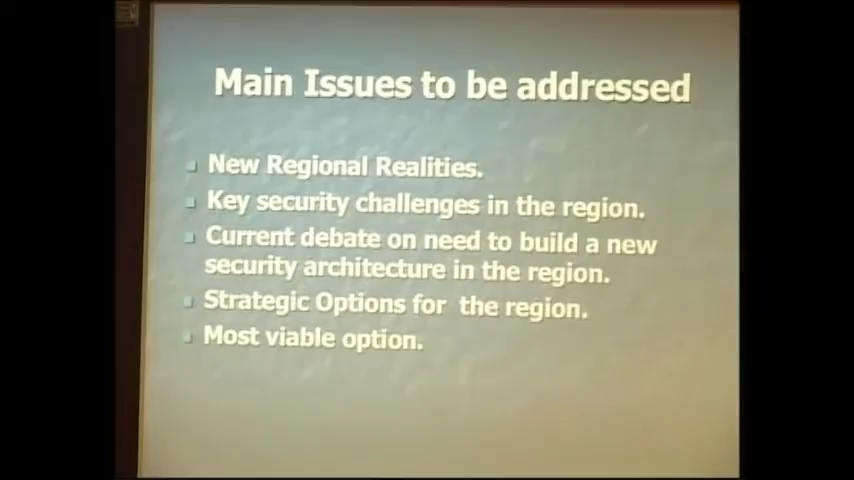 Main Issues to be addressed
New Regional Realities.
Key security challenges in the region.
Current debate on need to build a new
security architecture in the region.
Strategic Options for the region.
Most viable option.